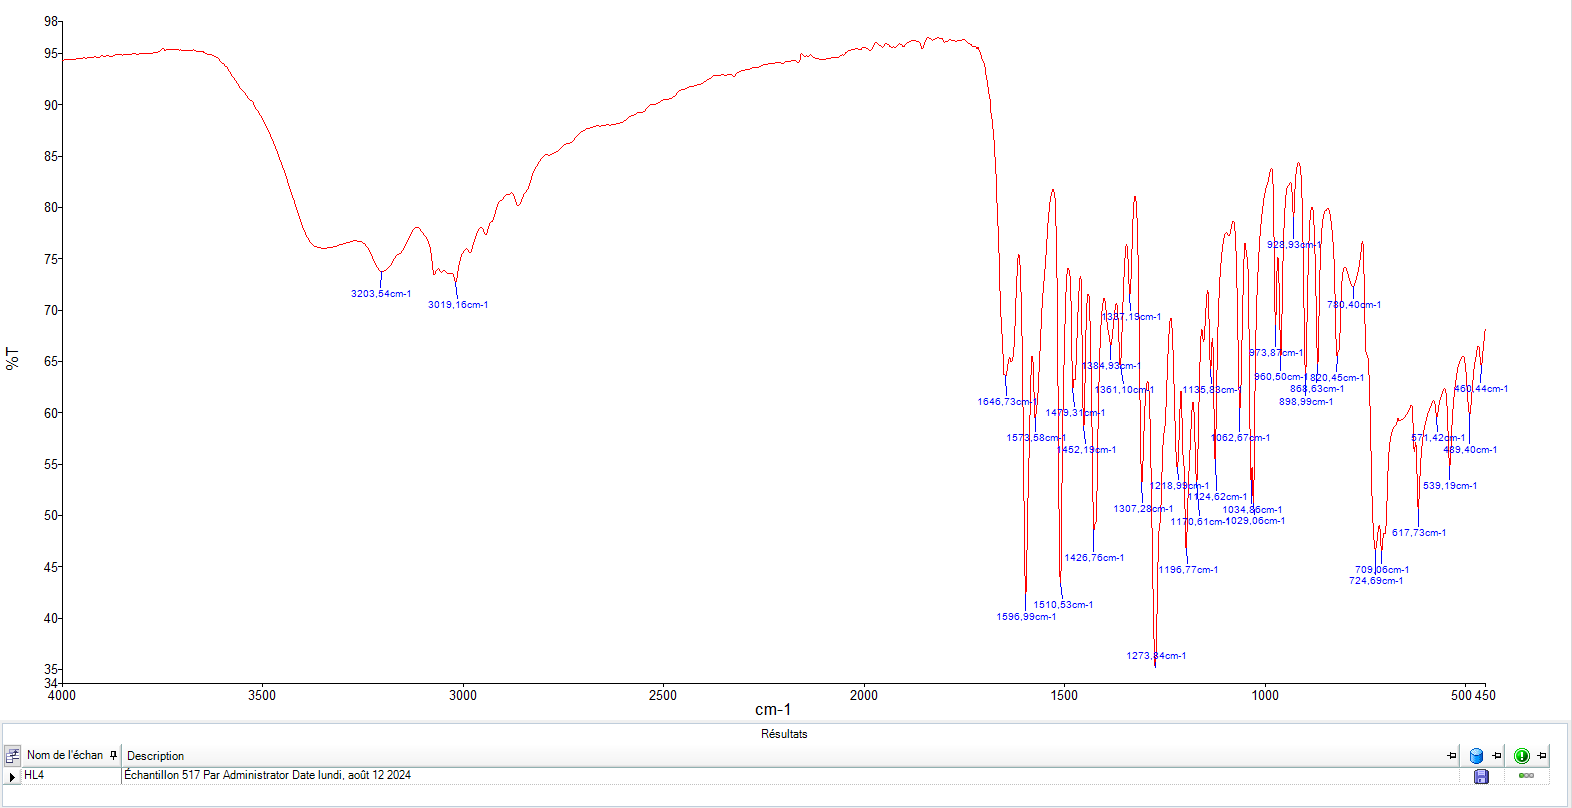 98
95
90
85
80
75
70
65
60
55
50
45
40
35
34
%T
4000
3500
3000
2500
2000
1500
1000
500
450
cm-1
3203,54cm-1
3019,16cm-1
1646,73cm-1
1596,99cm-1
1573,58cm-1
1510,53cm-1
1479,31cm-1
1452,19cm-1
1426,76cm-1
1384,93cm-1
1361,10cm-1
1337,19cm-1
1307,28cm-1
1273,84cm-1
1218,99cm-1
1196,77cm-1
1170,61cm-1
1135,83cm-1
1124,62cm-1
1062,67cm-1
1034,86cm-1
1029,06cm-1
973,87cm-1
960,50cm-1
928,93cm-1
898,99cm-1
868,63cm-1
820,45cm-1
780,40cm-1
724,69cm-1
709,06cm-1
617,73cm-1
571,42cm-1
539,19cm-1
489,40cm-1
460,44cm-1
Résultats
Nom de l'échan Description
HL4 Échantillon 517 Par Administrator Date lundi, août 12 2024